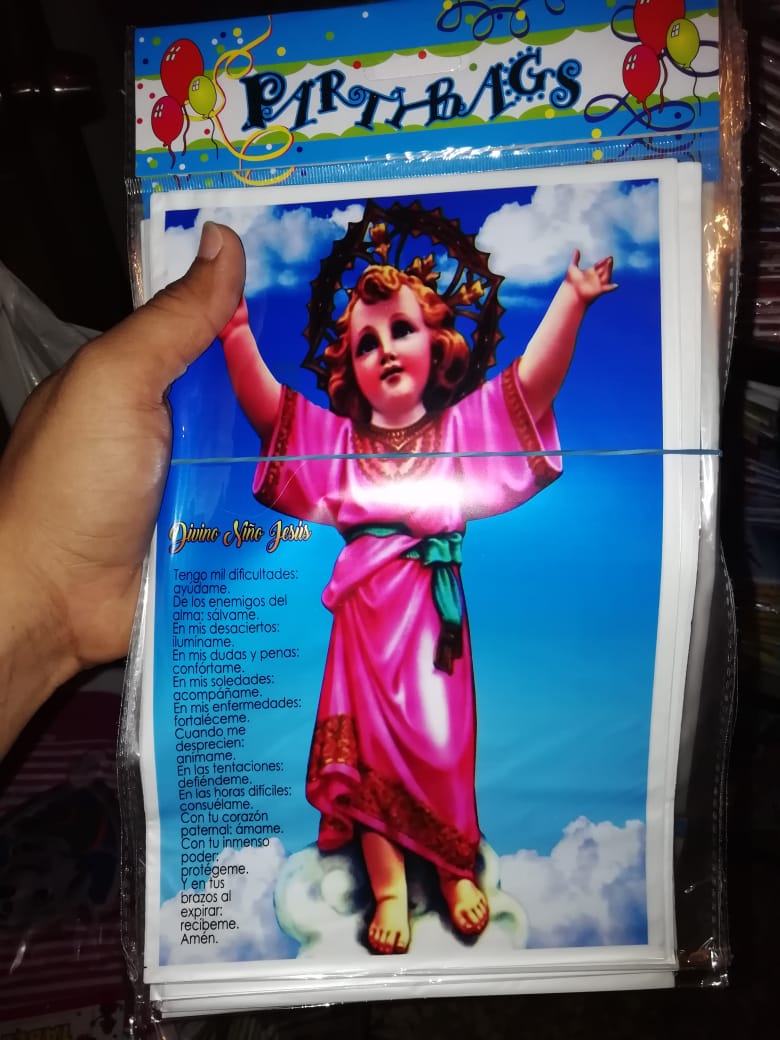 PARTYBAGS
Divino Niño Jesús
Tengo mil dificultades:
ayúdame.
De los enemigos del
alma: sálvame.
En mis desaciertos:
ilumíname.
En mis dudas y penas:
confórtame.
En mis soledades:
acompáñame.
En mis enfermedades:
fortaléceme.
Cuando me
desprecien:
anímame.
En las tentaciones:
defiéndeme.
En las horas difíciles:
consuélame.
Con tu corazón
paternal: ámame.
Con tu inmenso
poder:
protégeme.
Y en tus
brazos al
expirar:
recíbeme.
Amén.